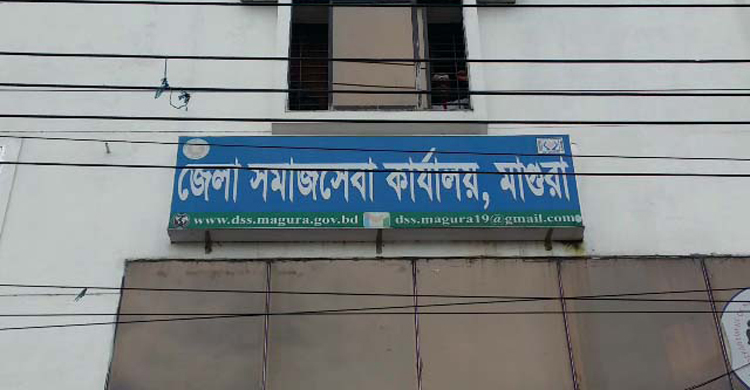 জেলা সমাজসেবা কার্যালয়, মাগুরা
www.dss.magura.gov.bd dss.magura19@gmail.com